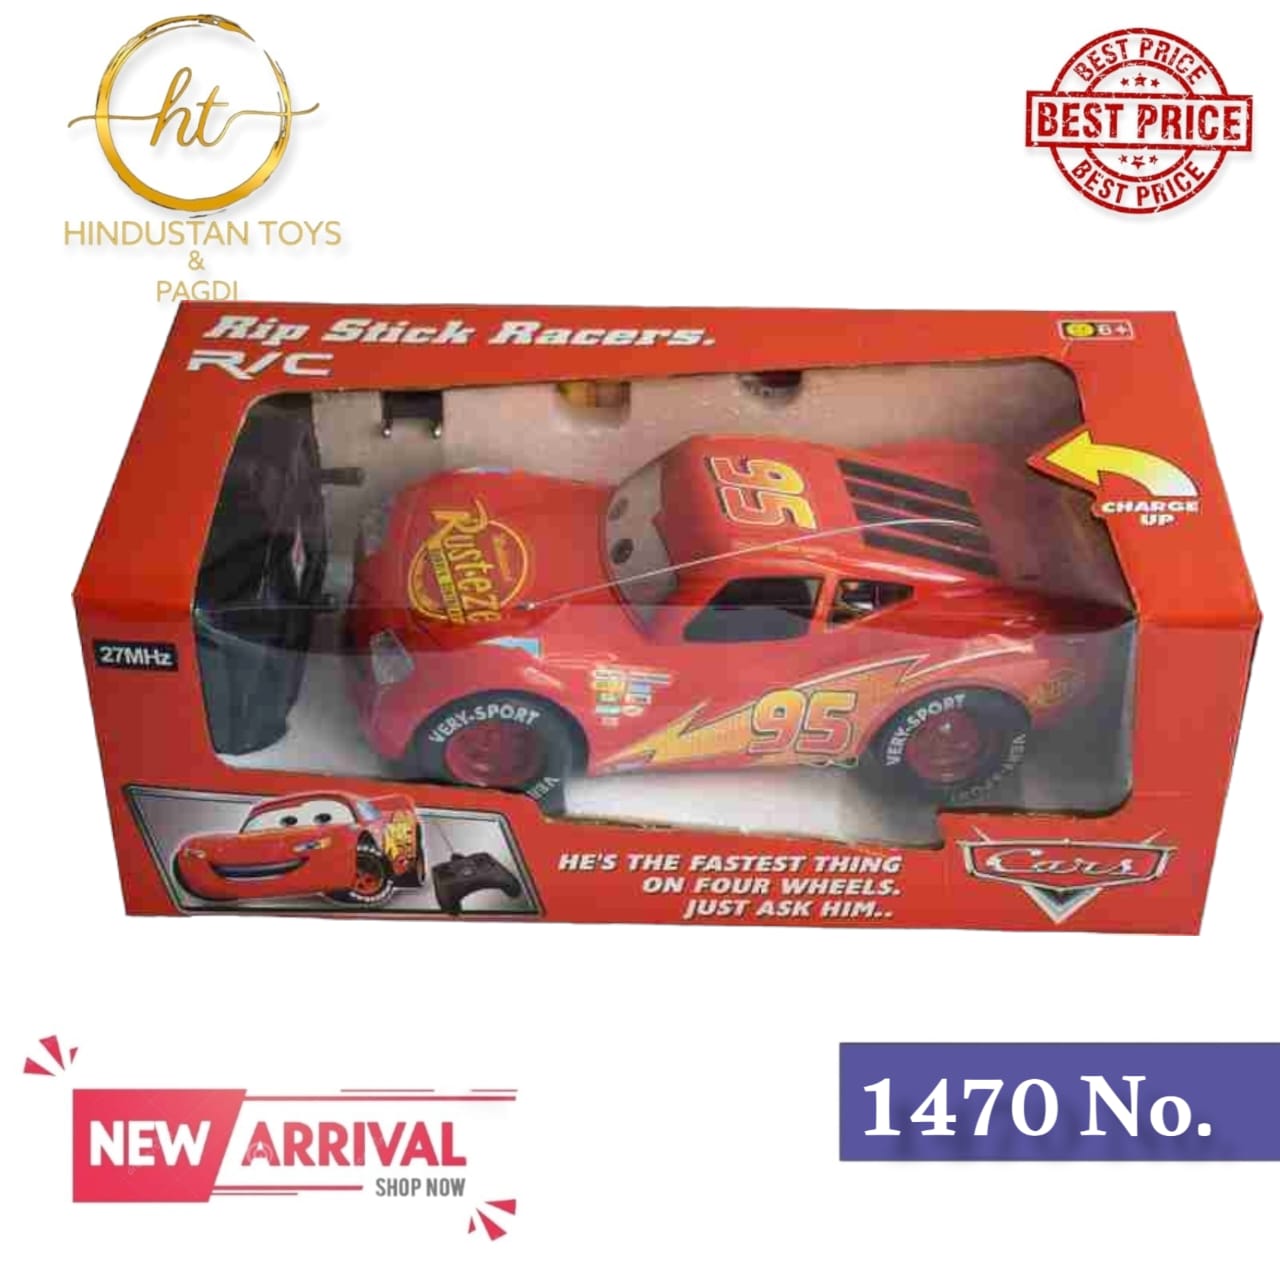 ht
HINDUSTAN TOYS
&
PAGDI
BEST PRICE
BEST PRICE
BEST PRICE
Rip Stick Racers.
R/C
6+
CHARGE
UP
95
Rust-eze
27MHz
95
VERY-SPORT
VERY-SPORT
HE'S THE FASTEST THING
ON FOUR WHEELS.
JUST ASK HIM..
Cars
NEW ARRIVAL
SHOP NOW
1470 No.